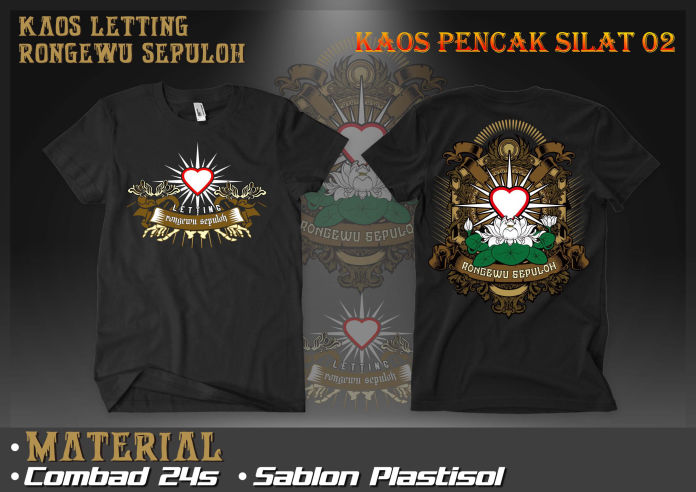 KAOS LETTING
RONGEWU SEPULOH
KAOS PENCAK SILAT 02
LETTING
rongewu sepuloh
RONGEWU SEPULOH
RONGEWU SEPULOH
LETTING
rongewu sepuloh
• MATERIAL
• Combad 24s • Sablon Plastisol